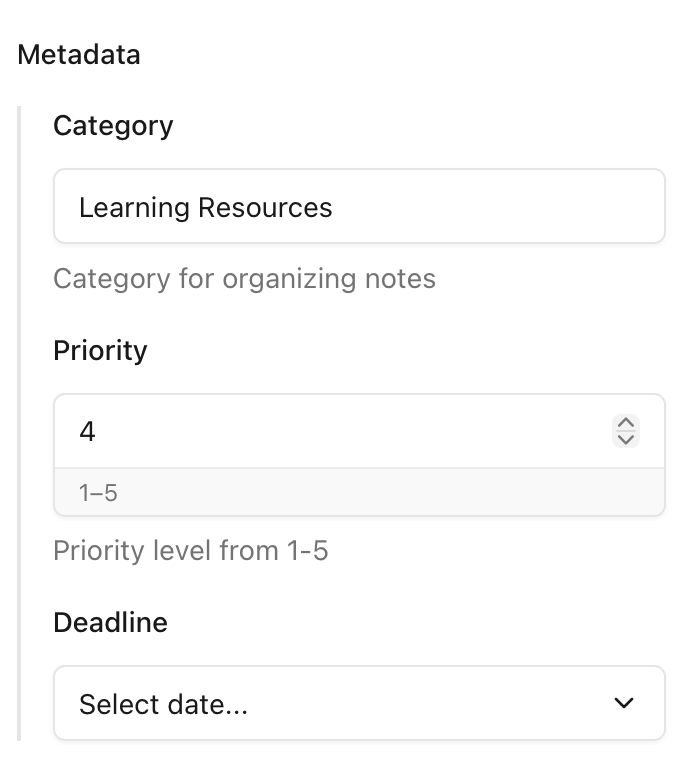 Metadata
Category
Learning Resources
Category for organizing notes
Priority
4
1–5
Priority level from 1-5
Deadline
Select date...